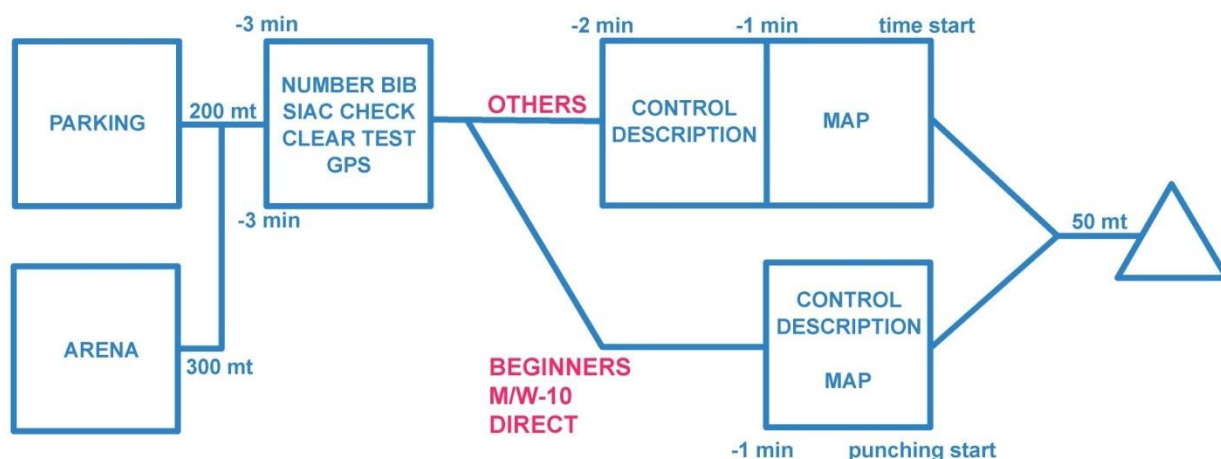 -3 min
-2 min
-1 min
time start
PARKING
200 mt
NUMBER BIB
SIAC CHECK
CLEAR TEST
GPS
OTHERS
CONTROL
DESCRIPTION
MAP
-3 min
50 mt
ARENA
300 mt
BEGINNERS
M/W-10
DIRECT
CONTROL
DESCRIPTION
MAP
-1 min
punching start